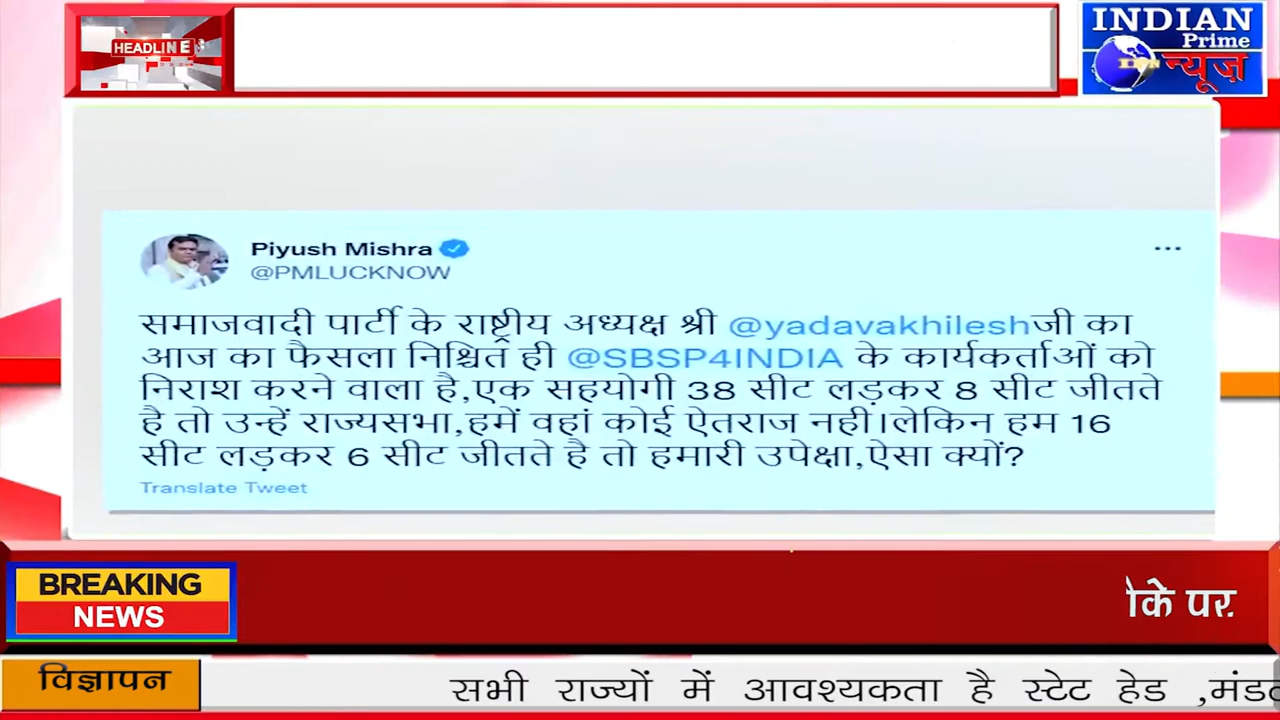 HEADLINES
INDIAN
Prime
न्यूज़
Piyush Mishra
@PMLUCKNOW
समाजवादी पार्टी के राष्ट्रीय अध्यक्ष श्री @yadavakhileshजी का
आज का फैसला निश्चित ही @SBSP4INDIA के कार्यकर्ताओं को
निराश करने वाला है,एक सहयोगी 38 सीट लड़कर 8 सीट जीतते
है तो उन्हें राज्यसभा,हमें वहां कोई ऐतराज नही।लेकिन हम 16
सीट लड़कर 6 सीट जीतते है तो हमारी उपेक्षा,ऐसा क्यों?
Translate Tweet
BREAKING
NEWS
के पर
विज्ञापन
सभी राज्यों में आवश्यकता है स्टेट हेड ,मंडल